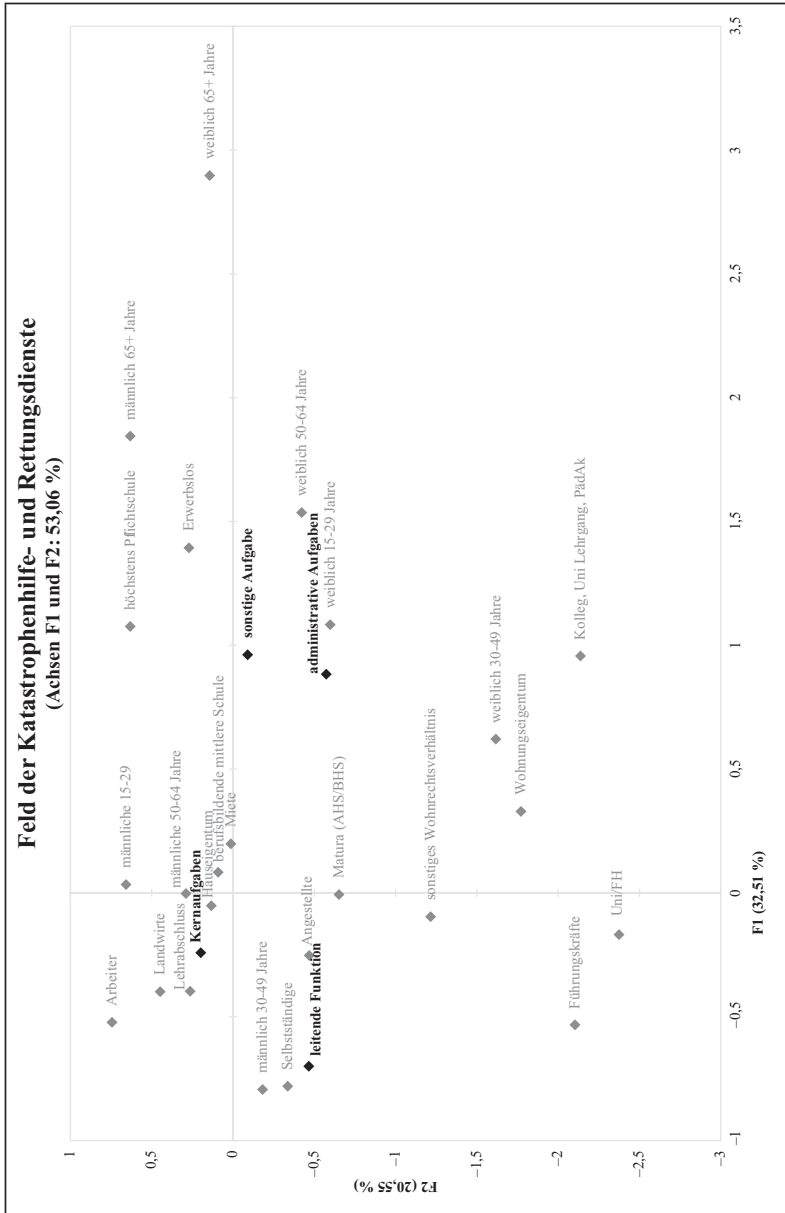 Feld der Katastrophenhilfe- und Rettungsdienste
(Achsen F1 und F2: 53,06 %)
F2 (20,55 %)
1
0,5
0
–0,5
–1
–1,5
–2
–2,5
–3
Arbeiter
männliche 15-29
höchstens Pflichtschule
männlich 65+ Jahre
Landwirte
männliche 50-64 Jahre
Erwerbslos
Lehrabschluss
Kernaufgaben
Hauseigentum
berufsbildende mittlere Schule
weiblich 65+ Jahre
Miete
sonstige Aufgabe
männlich 30-49 Jahre
Selbstständige
weiblich 50-64 Jahre
leitende Funktion
Angestellte
administrative Aufgaben
weiblich 15-29 Jahre
Matura (AHS/BHS)
sonstiges Wohnrechtsverhältnis
weiblich 30-49 Jahre
Wohnungseigentum
Führungskräfte
Kolleg, Uni Lehrgang, PädAk
Uni/FH
–1
–0,5
0
0,5
1
1,5
2
2,5
3
3,5
F1 (32,51 %)